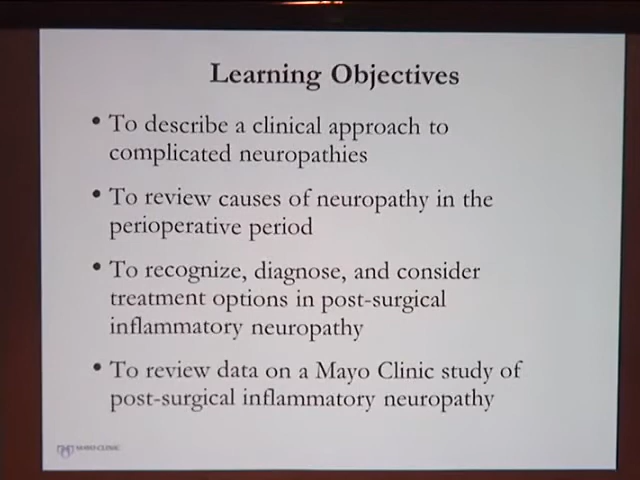 Learning Objectives
• To describe a clinical approach to
complicated neuropathies
• To review causes of neuropathy in the
perioperative period
• To recognize, diagnose, and consider
treatment options in post-surgical
inflammatory neuropathy
• To review data on a Mayo Clinic study of
post-surgical inflammatory neuropathy
MAYO CLINIC